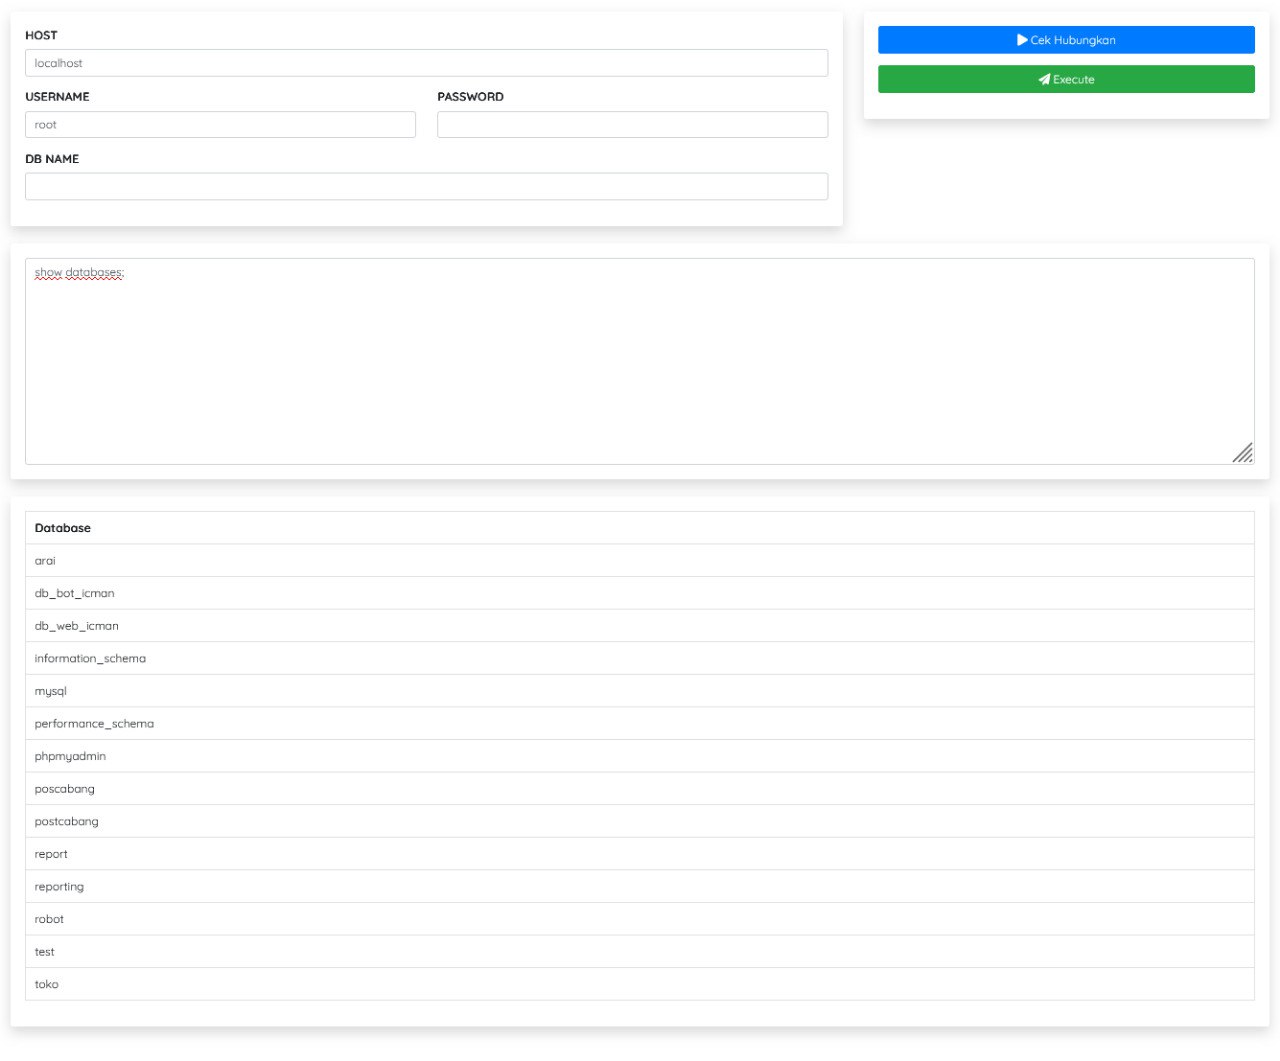 HOST
localhost
USERNAME
PASSWORD
root
DB NAME
Cek Hubungkan
Execute
show databases;
Database
arai
db_bot_icman
db_web_icman
information_schema
mysql
performance_schema
phpmyadmin
poscabang
postcabang
report
reporting
robot
test
toko